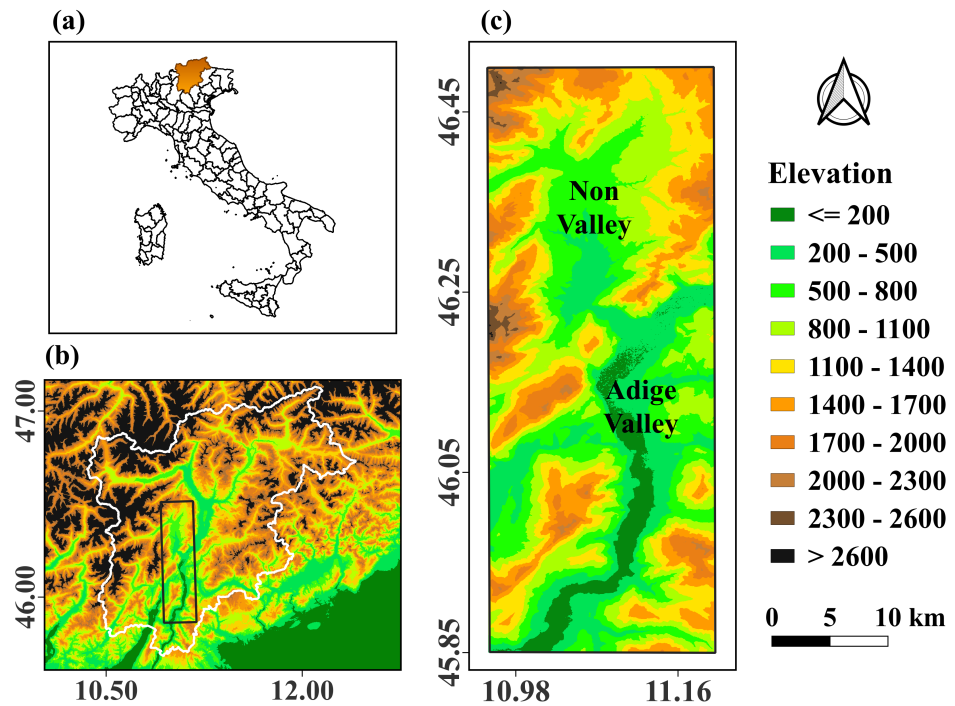 (a)
(b)
47.00
46.00
10.50
12.00
(c)
46.45
46.25
46.05
45.85
10.98
11.16
Non
Valley
Adige
Valley
Elevation
<= 200
200 - 500
500 - 800
800 - 1100
1100 - 1400
1400 - 1700
1700 - 2000
2000 - 2300
2300 - 2600
> 2600
0 5 10 km